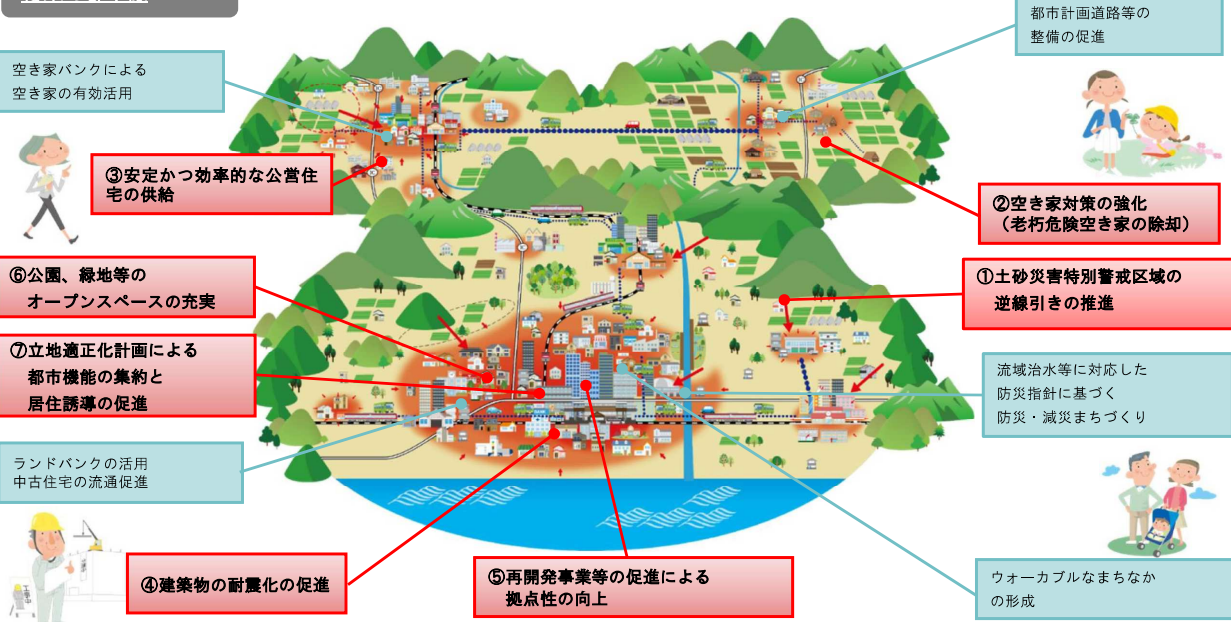 都市計画道路等の
整備の促進
空き家バンクによる
空き家の有効活用
③安定かつ効率的な公営住
宅の供給
②空き家対策の強化
（老朽危険空き家の除却）
⑥公園、緑地等の
オープンスペースの充実
①土砂災害特別警戒区域の
逆線引きの推進
⑦立地適正化計画による
都市機能の集約と
居住誘導の促進
流域治水等に対応した
防災指針に基づく
防災・減災まちづくり
ランドバンクの活用
中古住宅の流通促進
④建築物の耐震化の促進
⑤再開発事業等の促進による
拠点性の向上
ウォーカブルなまちなか
の形成